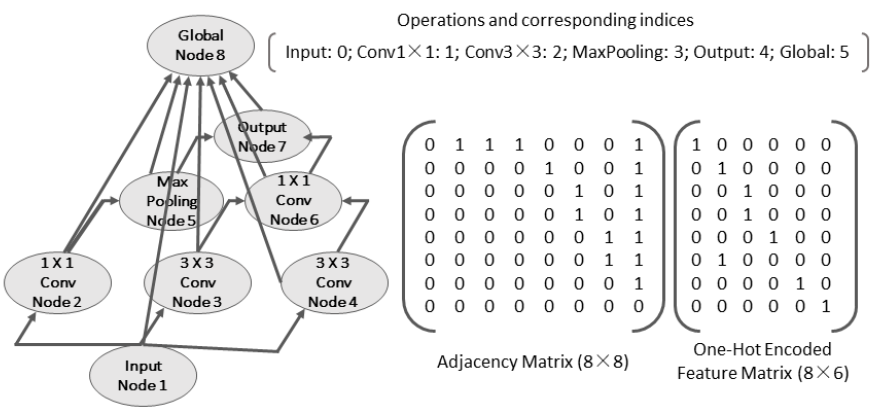 Operations and corresponding indices
Input: 0; Conv1×1: 1; Conv3×3: 2; MaxPooling: 3; Output: 4; Global: 5
Global
Node 8
Output
Node 7
Max
Pooling
Node 5
1 X 1
Conv
Node 6
1 X 1
Conv
Node 2
3 X 3
Conv
Node 3
3 X 3
Conv
Node 4
Input
Node 1
0 1 1 1 0 0 0 1
0 0 0 0 1 0 0 1
0 0 0 0 0 1 0 1
0 0 0 0 0 1 0 1
0 0 0 0 0 0 1 1
0 0 0 0 0 0 1 1
0 0 0 0 0 0 0 1
0 0 0 0 0 0 0 0
Adjacency Matrix (8×8)
1 0 0 0 0 0
0 1 0 0 0 0
0 0 1 0 0 0
0 0 1 0 0 0
0 0 0 1 0 0
0 1 0 0 0 0
0 0 0 0 1 0
0 0 0 0 0 1
One-Hot Encoded
Feature Matrix (8×6)